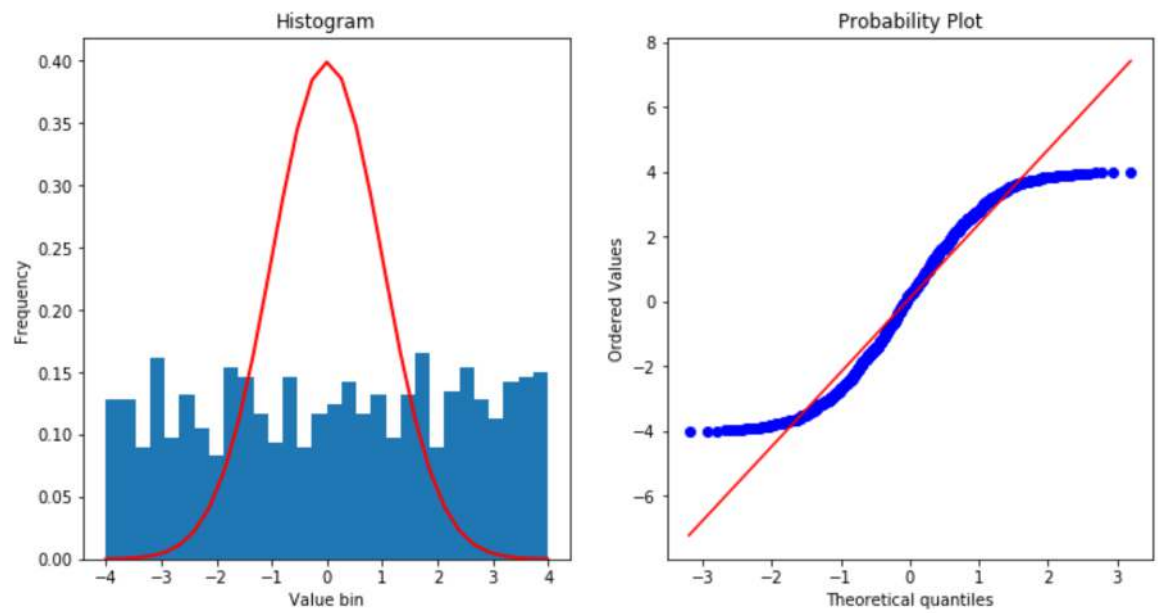 Histogram
Frequency
0.40
0.35
0.30
0.25
0.20
0.15
0.10
0.05
0.00
−4 −3 −2 −1 0 1 2 3 4
Value bin
Probability Plot
Ordered Values
8
6
4
2
0
−2
−4
−6
−3 −2 −1 0 1 2 3
Theoretical quantiles